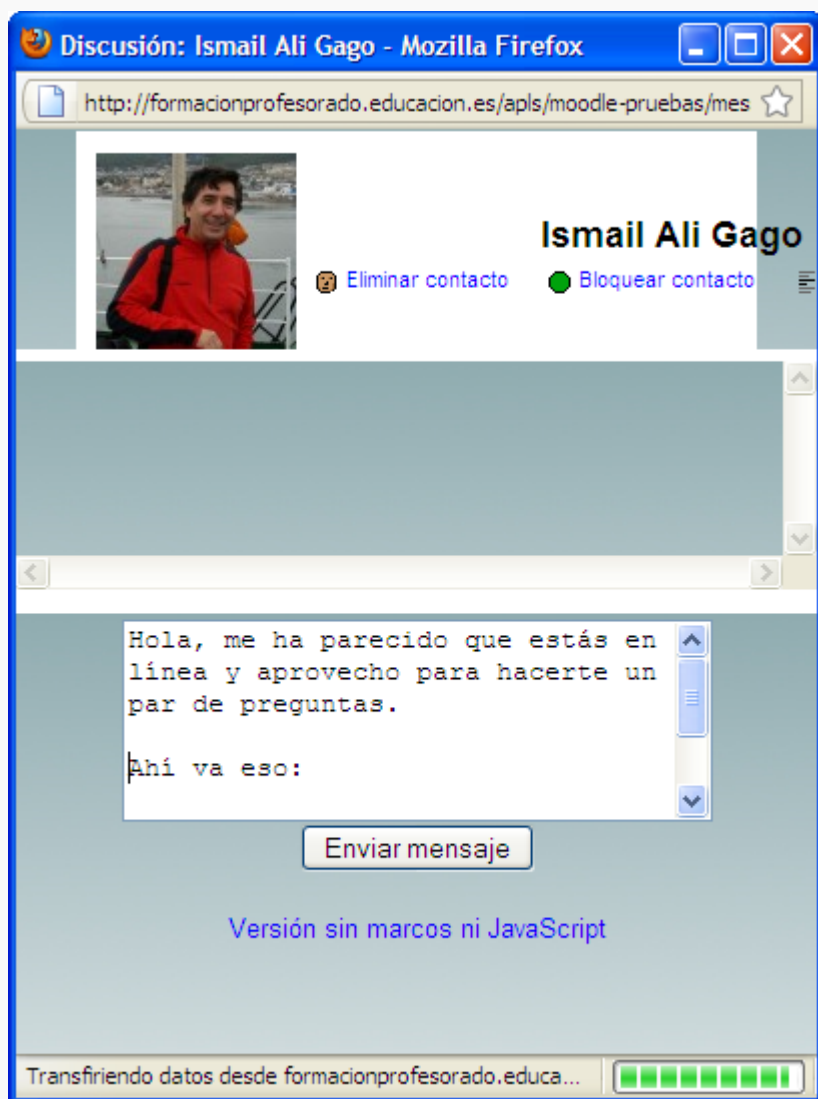 Discusión: Ismail Ali Gago - Mozilla Firefox
http://formacionprofesorado.educacion.es/apls/moodle-pruebas/mes
Ismail Ali Gago
Eliminar contacto Bloquear contacto
Hola, me ha parecido que estás en
línea y aprovecho para hacerte un
par de preguntas.
Ahí va eso:
Enviar mensaje
Versión sin marcos ni JavaScript
Transfiriendo datos desde formacionprofesorado.educa...